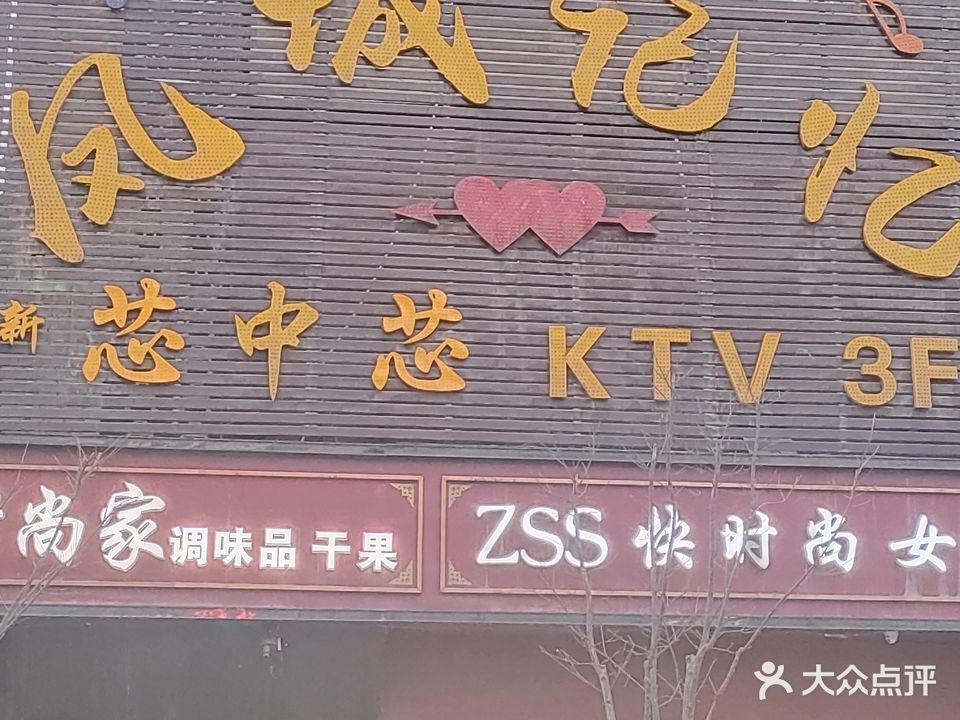 凤城记忆
新 芯中芯 KTV 3F
尚家调味品 干果
ZSS 快时尚 女
大众点评